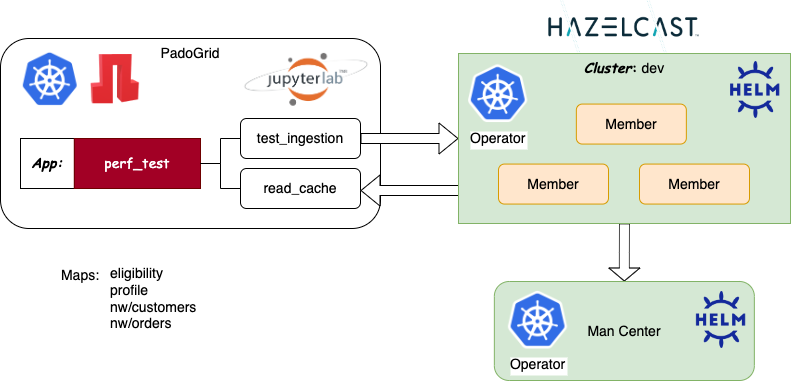 HAZELCAST
PadoGrid
jupyterlab
Cluster: dev
HELM
Operator
Member
Member
Member
App:
perf_test
test_ingestion
read_cache
Maps:
eligibility
profile
nw/customers
nw/orders
Man Center
HELM
Operator